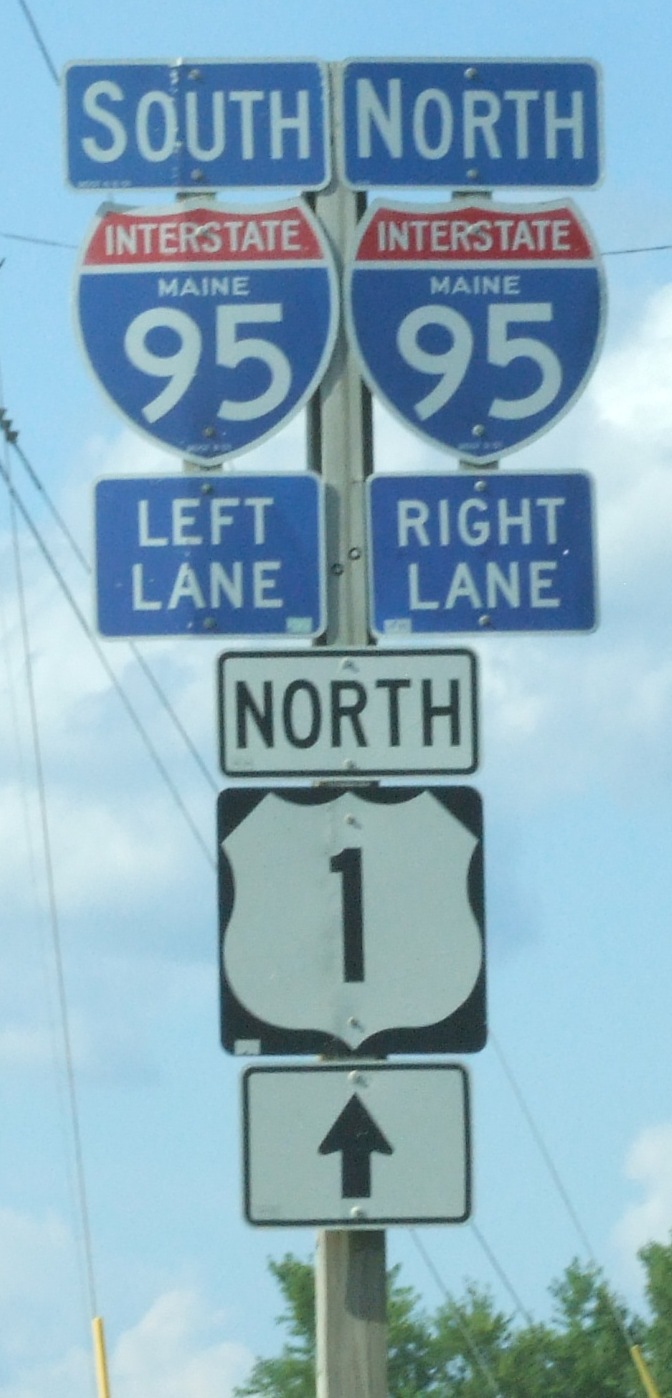 SOUTH
INTERSTATE
MAINE
95
LEFT
LANE
NORTH
INTERSTATE
MAINE
95
RIGHT
LANE
NORTH
1